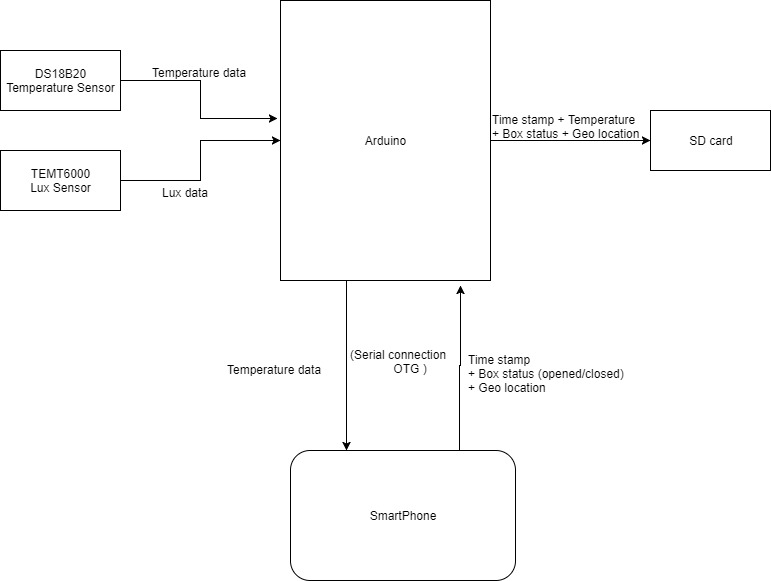 DS18B20
Temperature Sensor
Temperature data
TEMT6000
Lux Sensor
Lux data
Arduino
Time stamp + Temperature
+ Box status + Geo location
SD card
Temperature data
(Serial connection
OTG )
Time stamp
+ Box status (opened/closed)
+ Geo location
SmartPhone